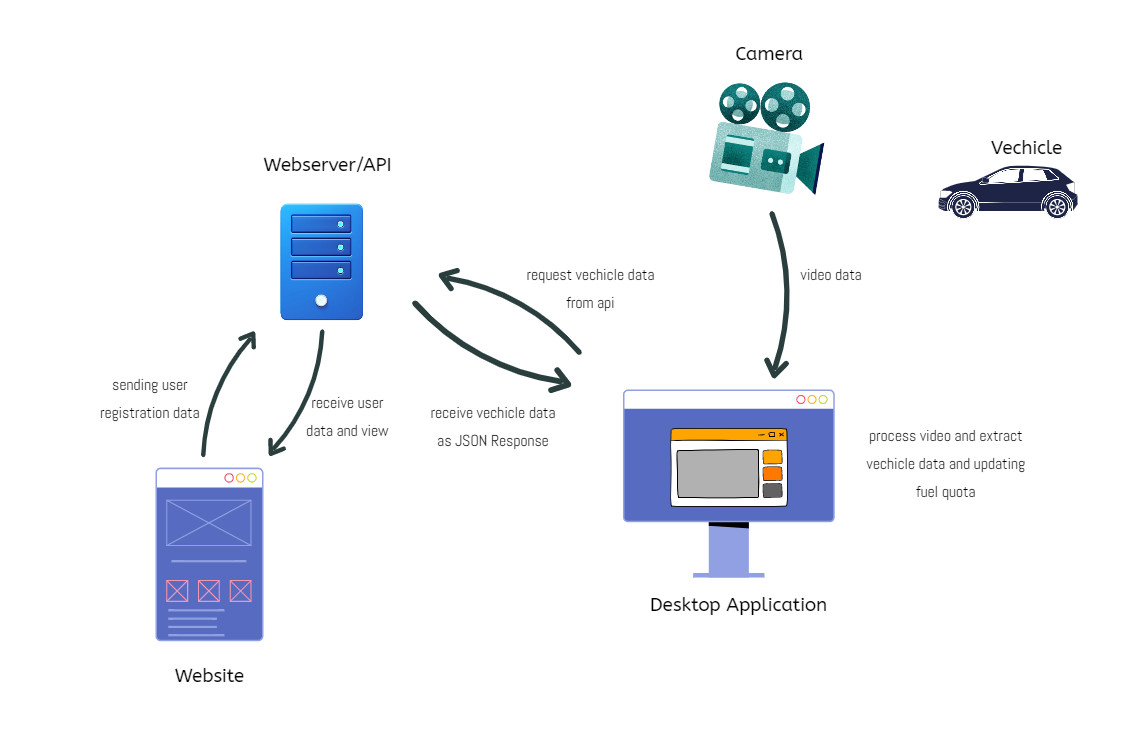 Camera
Vechicle
Webserver/API
request vechicle data
from api
video data
sending user
registration data
receive user
data and view
receive vechicle data
as JSON Response
process video and extract
vechicle data and updating
fuel quota
Desktop Application
Website